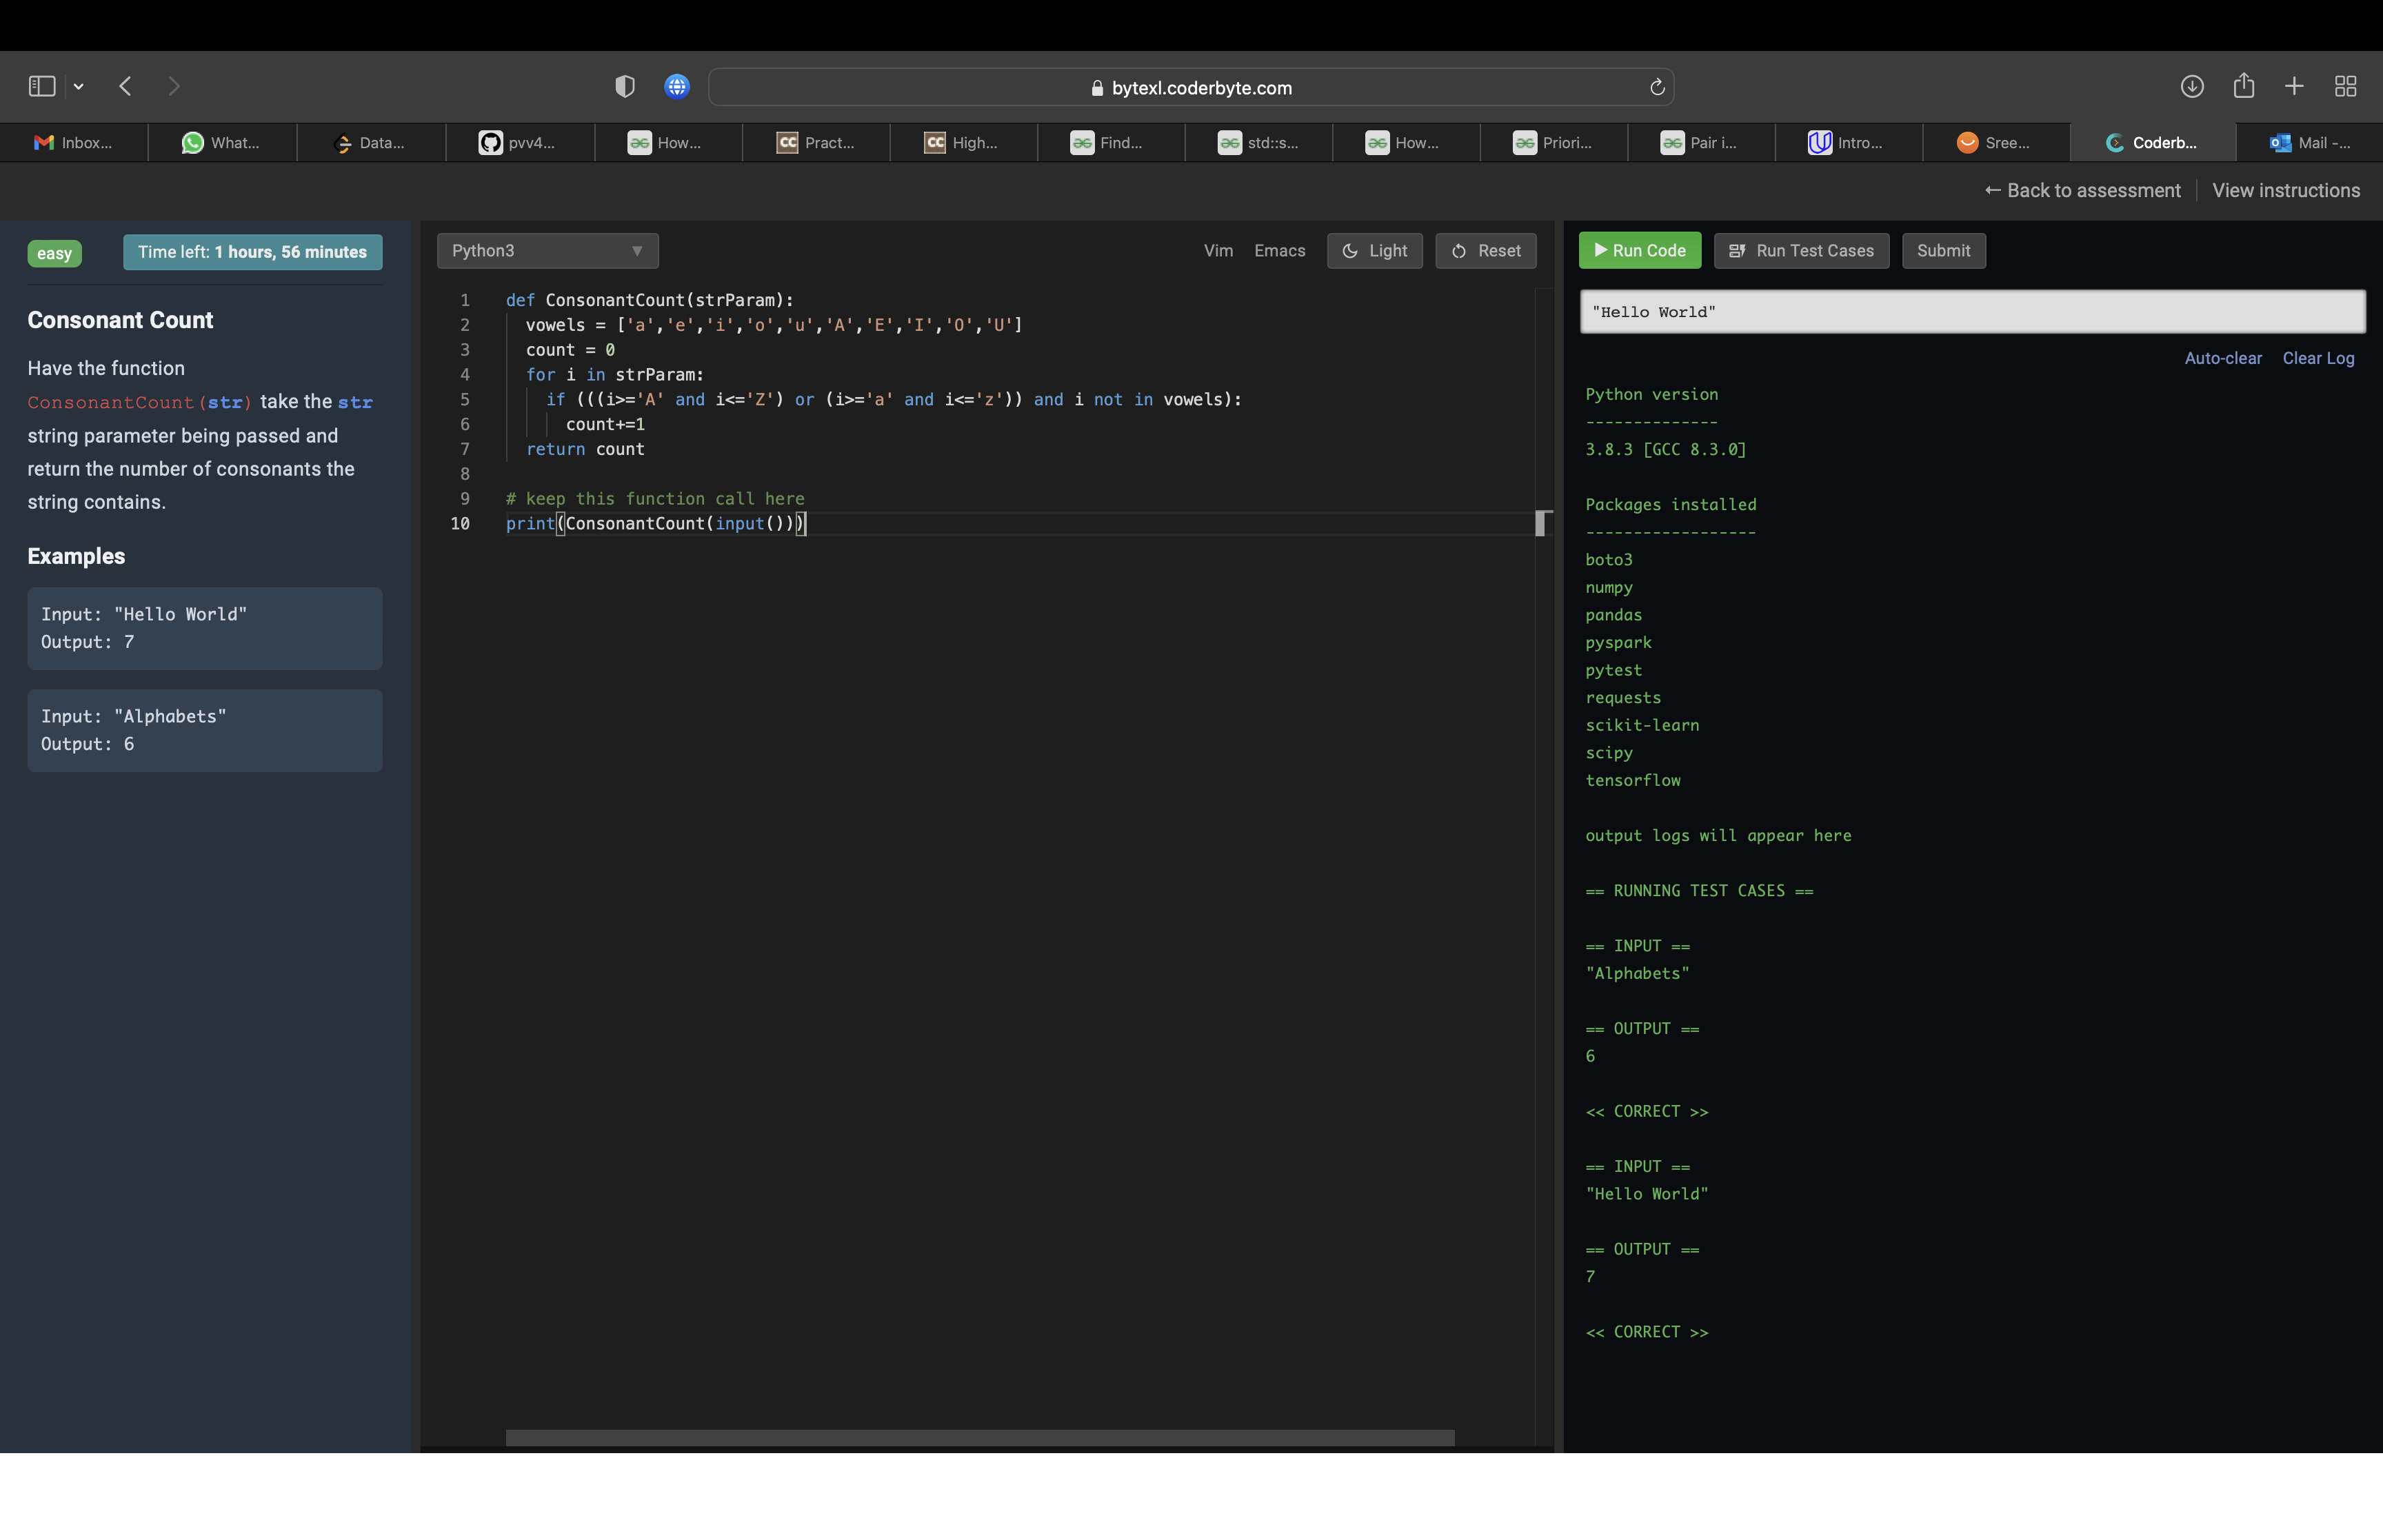 bytexl.coderbyte.com
Inbox...
What...
Data...
pvv4...
How...
CC Pract...
CC High...
Find...
std::s...
How...
Priori...
Pair i...
Intro...
Sree...
Coderb...
Mail -...
← Back to assessment
View instructions
easy
Time left: 1 hours, 56 minutes
Consonant Count
Have the function
ConsonantCount(str) take the str
string parameter being passed and
return the number of consonants the
string contains.
Examples
Input: "Hello World"
Output: 7
Input: "Alphabets"
Output: 6
Python3
Vim
Emacs
Light
Reset
1 def ConsonantCount(strParam):
2 vowels = ['a','e','i','o','u','A','E','I','O','U']
3 count = 0
4 for i in strParam:
5 if (((i>='A' and i<='Z') or (i>='a' and i<='z')) and i not in vowels):
6 count+=1
7 return count
8
9 # keep this function call here
10 print(ConsonantCount(input()))
Run Code
Run Test Cases
Submit
"Hello World"
Auto-clear
Clear Log
Python version
--------------
3.8.3 [GCC 8.3.0]
Packages installed
------------------
boto3
numpy
pandas
pyspark
pytest
requests
scikit-learn
scipy
tensorflow
output logs will appear here
== RUNNING TEST CASES ==
== INPUT ==
"Alphabets"
== OUTPUT ==
6
<< CORRECT >>
== INPUT ==
"Hello World"
== OUTPUT ==
7
<< CORRECT >>